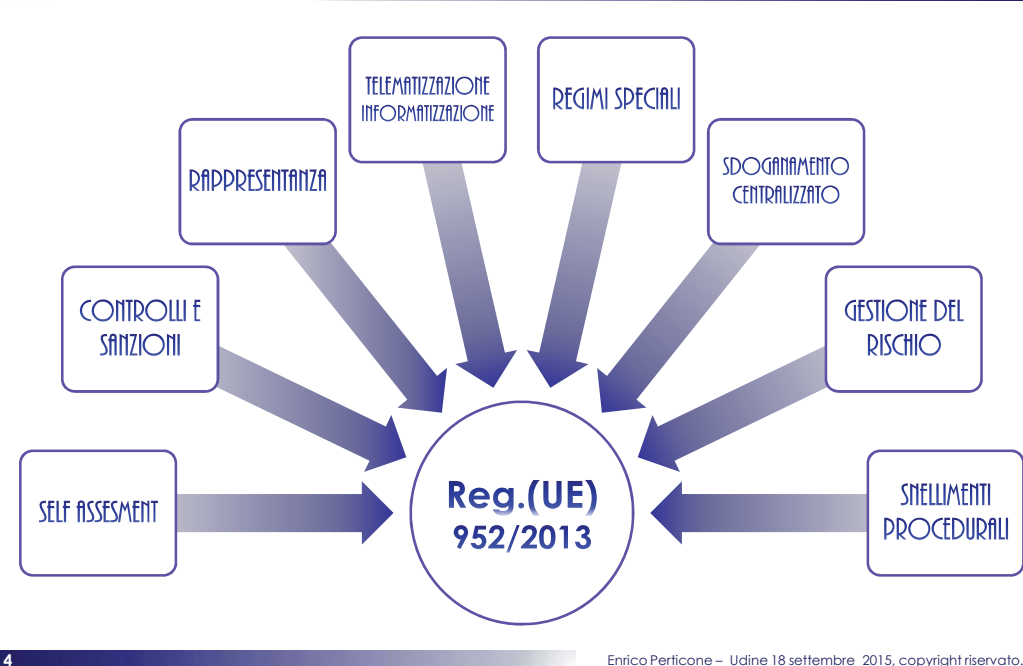 TELEMATIZZAZIONE
INFORMATIZZAZIONE
REGIMI SPECIALI
RAPPRESENTANZA
SDOGANAMENTO
CENTRALIZZATO
CONTROLLI E
SANZIONI
GESTIONE DEL
RISCHIO
SELF ASSESMENT
Reg.(UE)
952/2013
SNELLIMENTI
PROCEDURALI
4
Enrico Perticone – Udine 18 settembre 2015, copyright riservato.